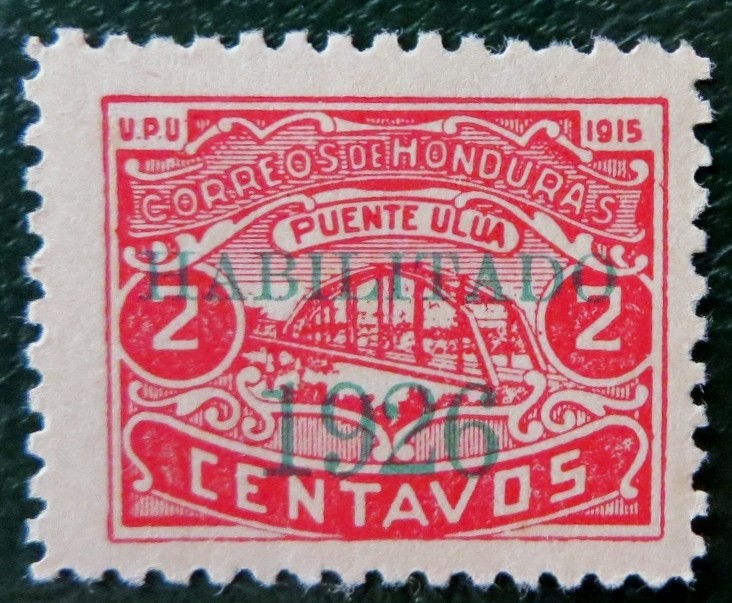 U.P.U 1915
CORREOS DE HONDURAS
PUENTE ULUA
HABILITADO
2 2
1926
CENTAVOS